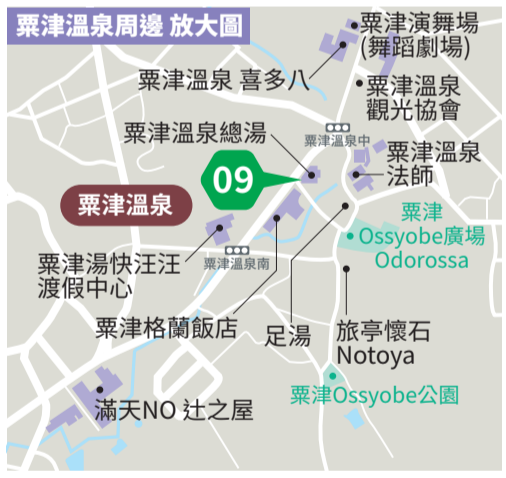 粟津溫泉周邊 放大圖
粟津演舞場
(舞蹈劇場)
粟津溫泉 喜多八
粟津溫泉
觀光協會
粟津溫泉總湯
粟津溫泉中
粟津溫泉
法師
09
粟津溫泉
粟津
Ossyobe廣場
Odorossa
粟津湯快汪汪
渡假中心
粟津溫泉南
粟津格蘭飯店
足湯
旅亭懷石
Notoya
粟津Ossyobe公園
滿天NO 辻之屋